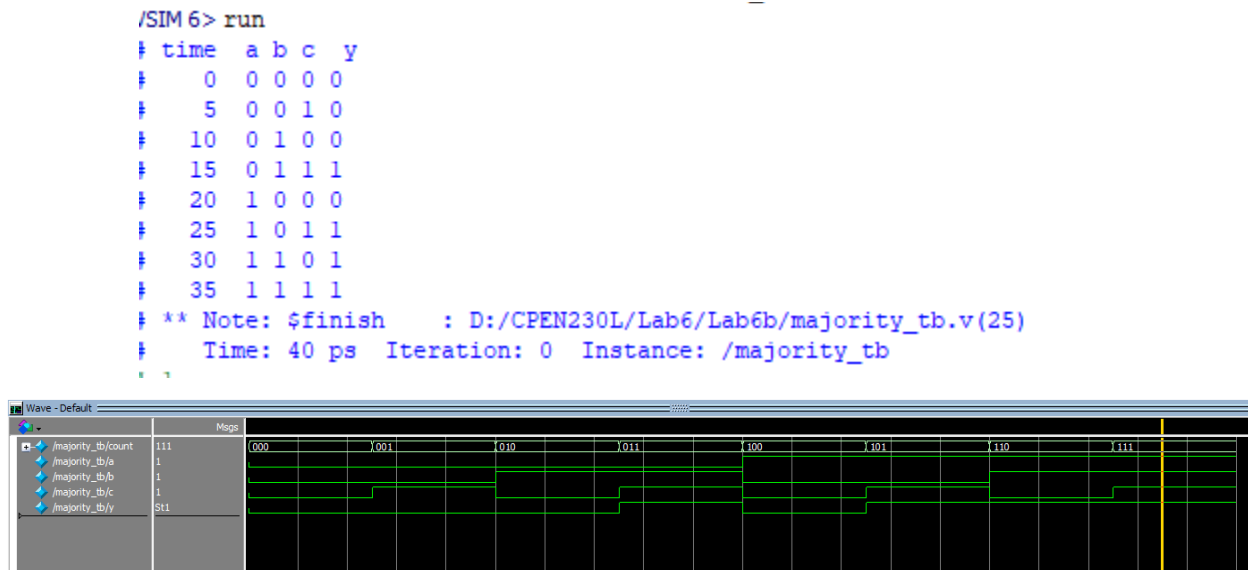 VSIM 6> run
# time a b c y
# 0 0 0 0 0
# 5 0 0 1 0
# 10 0 1 0 0
# 15 0 1 1 1
# 20 1 0 0 0
# 25 1 0 1 1
# 30 1 1 0 1
# 35 1 1 1 1
# ** Note: $finish : D:/CPEN230L/Lab6/Lab6b/majority_tb.v(25)
# Time: 40 ps Iteration: 0 Instance: /majority_tb
Wave - Default
Msgs
/majority_tb/count 111 000 001 010 011 100 101 110 111
/majority_tb/a 1
/majority_tb/b 1
/majority_tb/c 1
/majority_tb/y St1